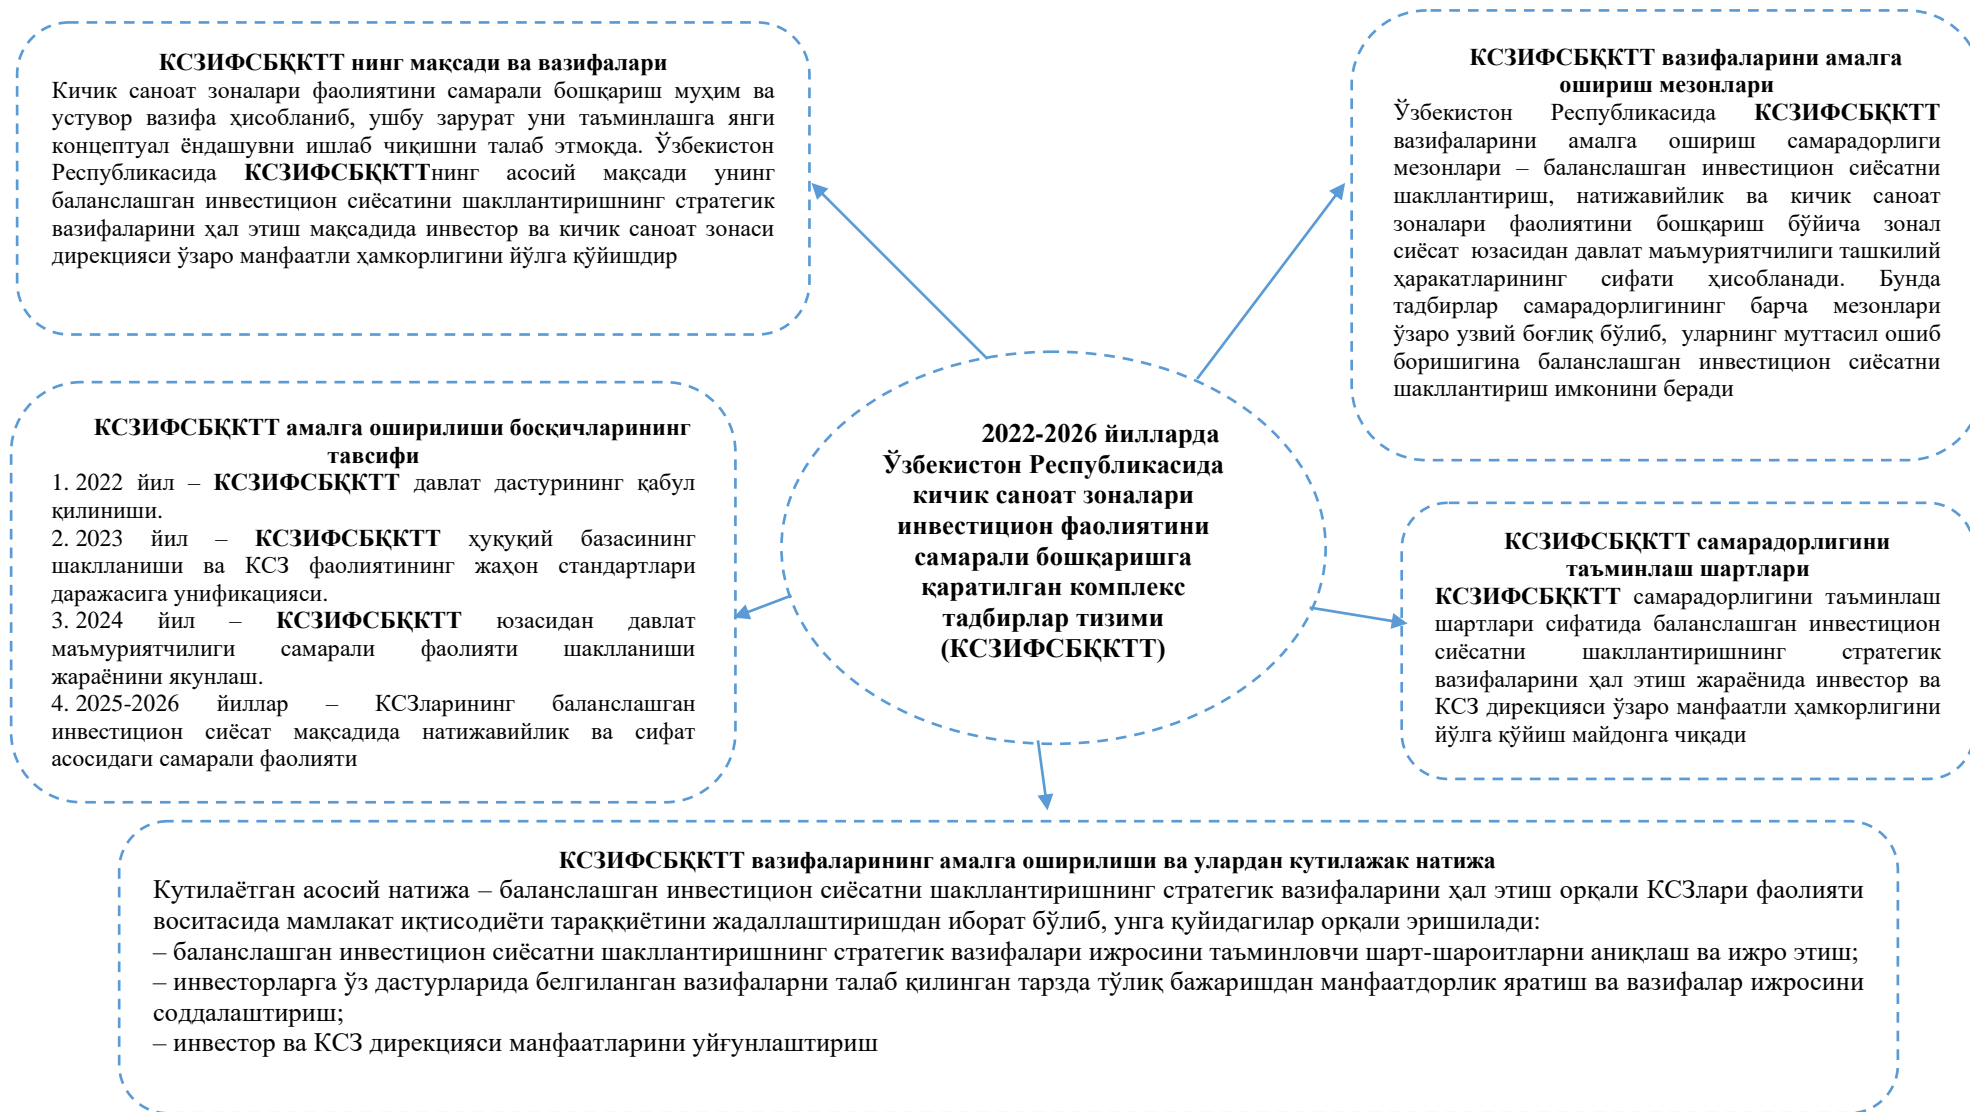 КСЗИФСБҚКТТ нинг мақсади ва вазифалари
Кичик саноат зоналари фаолиятини самарали бошқариш муҳим ва
устувор вазифа ҳисобланиб, ушбу зарурат уни таъминлашга янги
концептуал ёндашувни ишлаб чиқишни талаб этмоқда. Ўзбекистон
Республикасида КСЗИФСБҚКТТнинг асосий мақсади унинг
балансла​шган инвестицион сиёсатини шакллантиришнинг стратегик
вазифаларини ҳал этиш мақсадида инвестор ва кичик саноат зонаси
дирекцияси ўзаро манфаатли ҳамкорлигини йўлга қўйишдир
КСЗИФСБҚКТТ вазифаларини амалга
ошириш мезонлари
Ўзбекистон Республикасида КСЗИФСБҚКТТ
вазифаларини амалга ошириш самарадорлиги
мезонлари – баланслашган инвестицион сиёсатни
шакллантириш, натижавийлик ва кичик саноат
зоналари фаолиятини бошқариш бўйича зонал
сиёсат юзасидан давлат маъмуриятчилиги ташкилий
ҳаракатларининг сифати ҳисобланади. Бунда
тадбирлар самарадорлигининг барча мезонлари
ўзаро узвий боғлиқ бўлиб, уларнинг муттасил ошиб
боришигина баланслашган инвестицион сиёсатни
шакллантириш имконини беради
КСЗИФСБҚКТТ амалга оширилиши босқичларининг
тавсифи
1. 2022 йил – КСЗИФСБҚКТТ давлат дастурининг қабул
қилиниши.
2. 2023 йил – КСЗИФСБҚКТТ ҳуқуқий базасининг
шаклланиши ва КСЗ фаолиятининг жаҳон стандартлари
даражасига унификацияси.
3. 2024 йил – КСЗИФСБҚКТТ юзасидан давлат
маъмуриятчилиги самарали фаолияти шаклланиши
жараёнини якунлаш.
4. 2025-2026 йиллар – КСЗларининг баланслашган
инвестицион сиёсат мақсадида натижавийлик ва сифат
асосидаги самарали фаолияти
2022-2026 йилларда
Ўзбекистон Республикасида
кичик саноат зоналари
инвестицион фаолиятини
самарали бошқаришга
қаратилган комплекс
тадбирлар тизими
(КСЗИФСБҚКТТ)
КСЗИФСБҚКТТ самарадорлигини
таъминлаш шартлари
КСЗИФСБҚКТТ самарадорлигини таъминлаш
шартлари сифатида баланслашган инвестицион
сиёсатни шакллантиришнинг стратегик
вазифаларини ҳал этиш жараёнида инвестор ва
КСЗ дирекцияси ўзаро манфаатли ҳамкорлигини
йўлга қўйиш майдонга чиқади
КСЗИФСБҚКТТ вазифаларининг амалга оширилиши ва улардан кутилажак натижа
Кутилаётган асосий натижа – баланслашган инвестицион сиёсатни шакллантиришнинг стратегик вазифаларини ҳал этиш орқали КСЗлари фаолияти
воситасида мамлакат иқтисодиёти тараққиётини жадаллаштиришдан иборат бўлиб, унга қуйидагилар орқали эришилади:
– баланслашган инвестицион сиёсатни шакллантиришнинг стратегик вазифалари ижросини таъминловчи шарт-шароитларни аниқлаш ва ижро этиш;
– инвесторларга ўз дастурларида белгиланган вазифаларни талаб қилинган тарзда тўлиқ бажаришдан манфаатдорлик яратиш ва вазифалар ижросини
соддалаштириш;
– инвестор ва КСЗ дирекцияси манфаатларини уйғунлаштириш